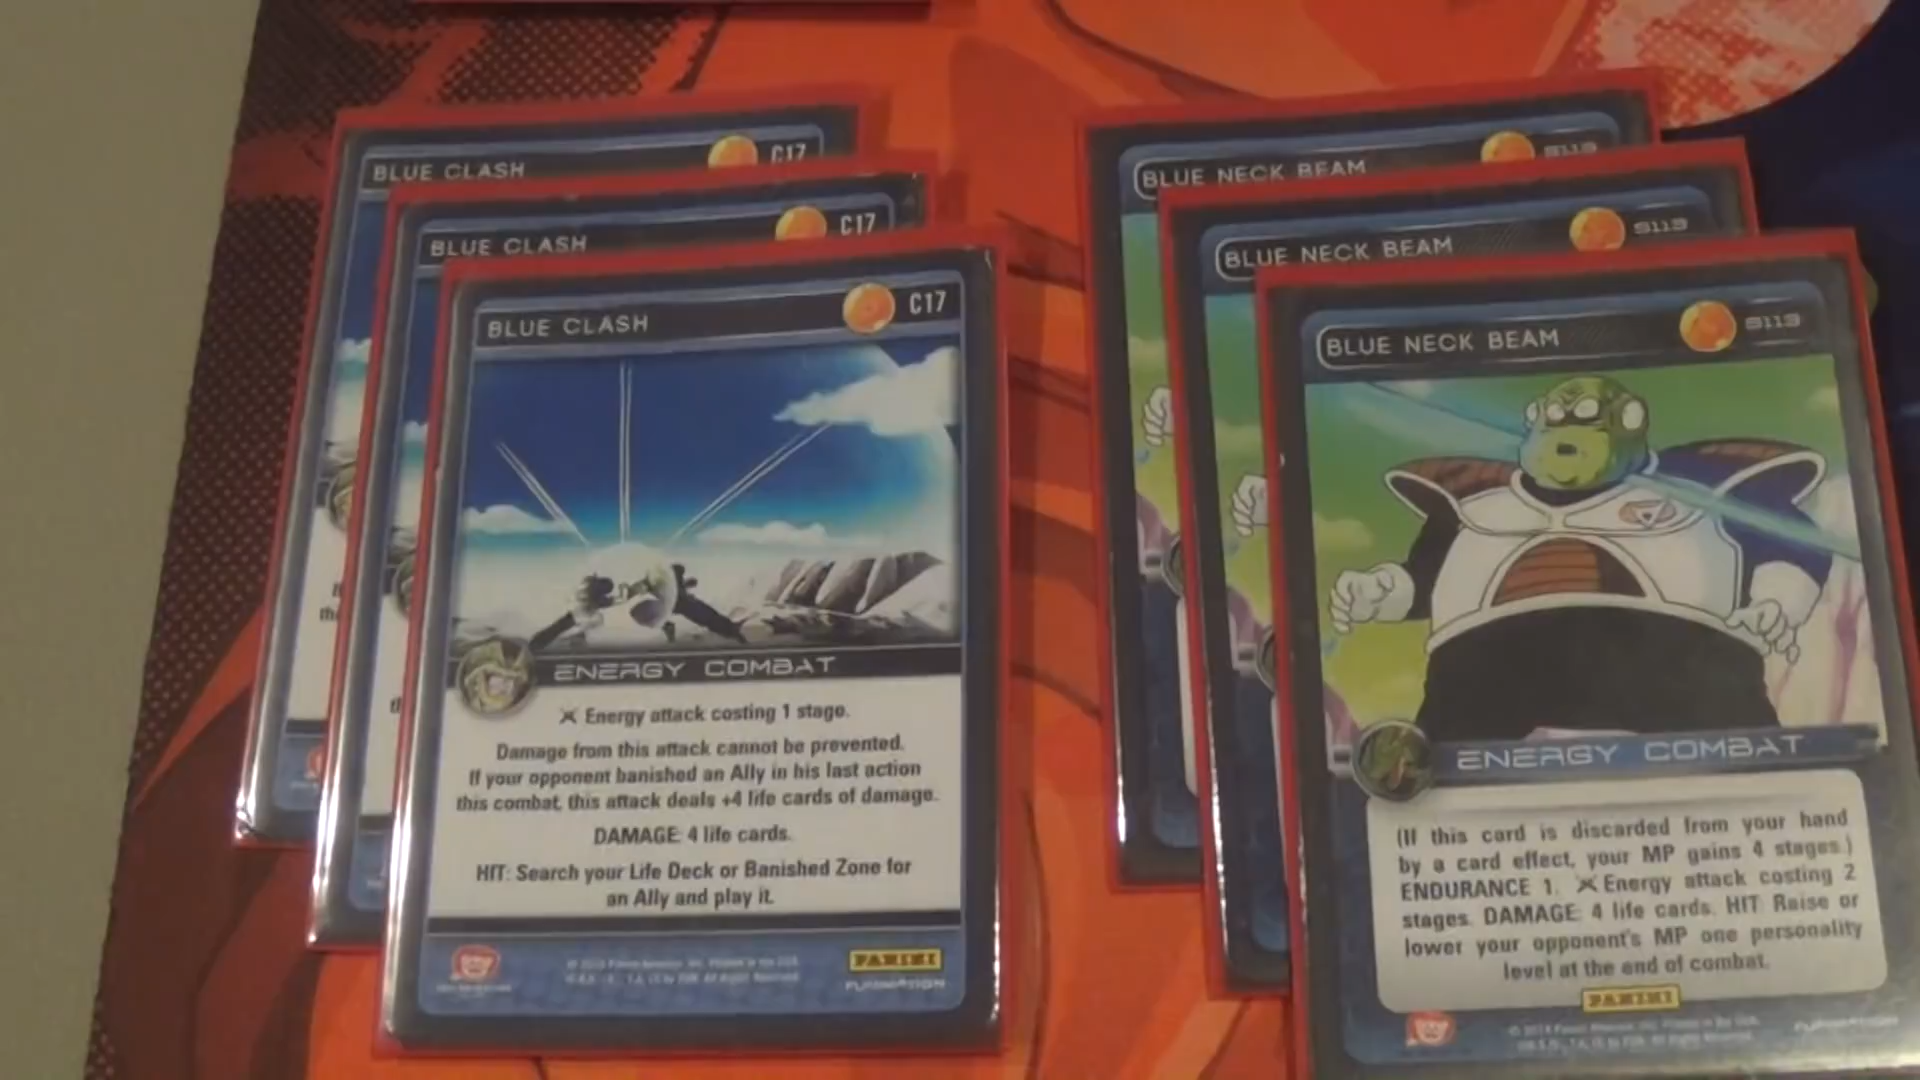 BLUE CLASH
C17
BLUE CLASH
C17
BLUE CLASH
C17
ENERGY COMBAT
Energy attack costing 1 stage.
Damage from this attack cannot be prevented.
If your opponent banished an Ally in his last action
this combat, this attack deals +4 life cards of damage.
DAMAGE: 4 life cards.
HIT: Search your Life Deck or Banished Zone for
an Ally and play it.
PANINI
FUNIMATION
BLUE NECK BEAM
S113
BLUE NECK BEAM
S113
BLUE NECK BEAM
S113
ENERGY COMBAT
(If this card is discarded from your hand
by a card effect, your MP gains 4 stages.)
ENDURANCE 1. Energy attack costing 2
stages. DAMAGE: 4 life cards. HIT: Raise or
lower your opponent's MP one personality
level at the end of combat.
PANINI
FUNIMATION